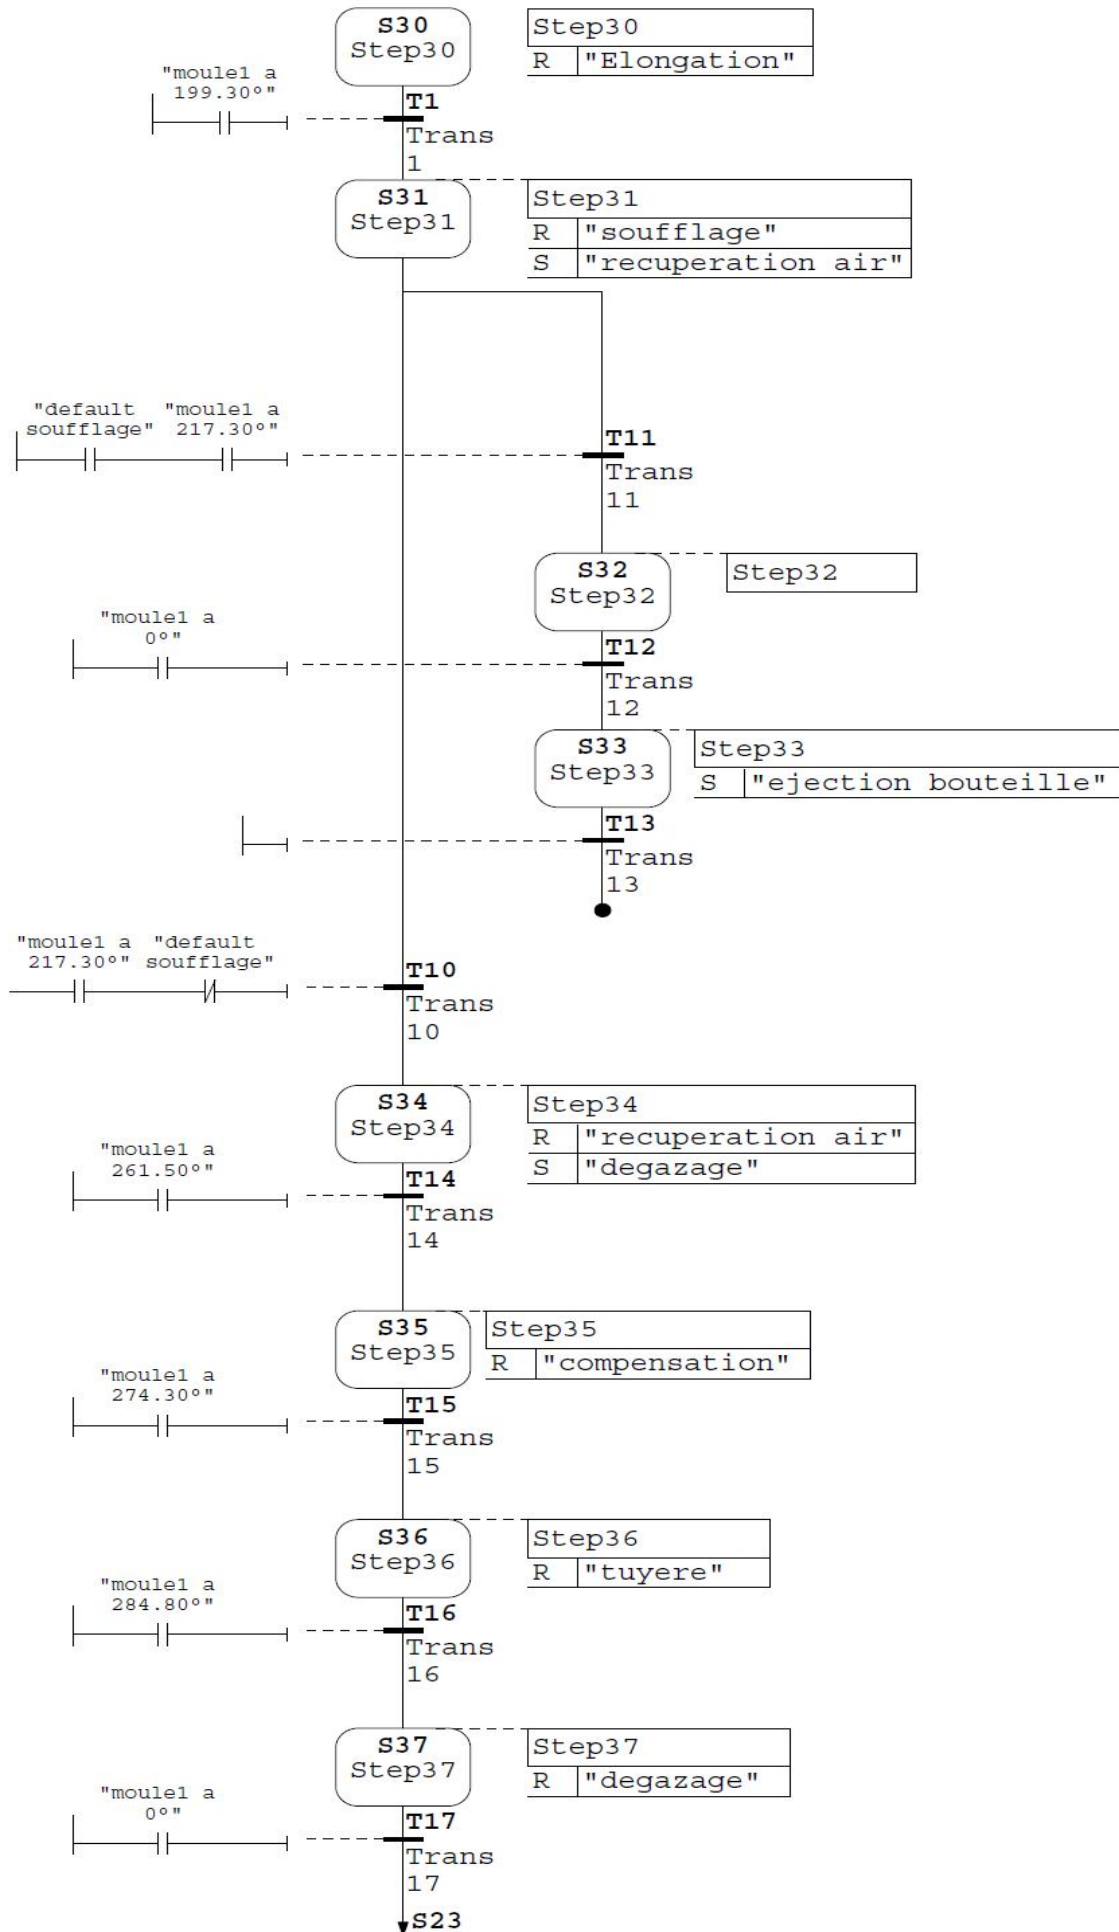 S30
Step30
Step30
R "Elongation"
"moule1 a
199.30°"
T1
Trans
1
S31
Step31
Step31
R "soufflage"
S "recuperation air"
"default
soufflage"
"moule1 a
217.30°"
T11
Trans
11
S32
Step32
Step32
"moule1 a
0°"
T12
Trans
12
S33
Step33
Step33
S "ejection bouteille"
T13
Trans
13
"moule1 a
217.30°"
"default
soufflage"
T10
Trans
10
S34
Step34
Step34
R "recuperation air"
S "degazage"
"moule1 a
261.50°"
T14
Trans
14
S35
Step35
Step35
R "compensation"
"moule1 a
274.30°"
T15
Trans
15
S36
Step36
Step36
R "tuyere"
"moule1 a
284.80°"
T16
Trans
16
S37
Step37
Step37
R "degazage"
"moule1 a
0°"
T17
Trans
17
S23